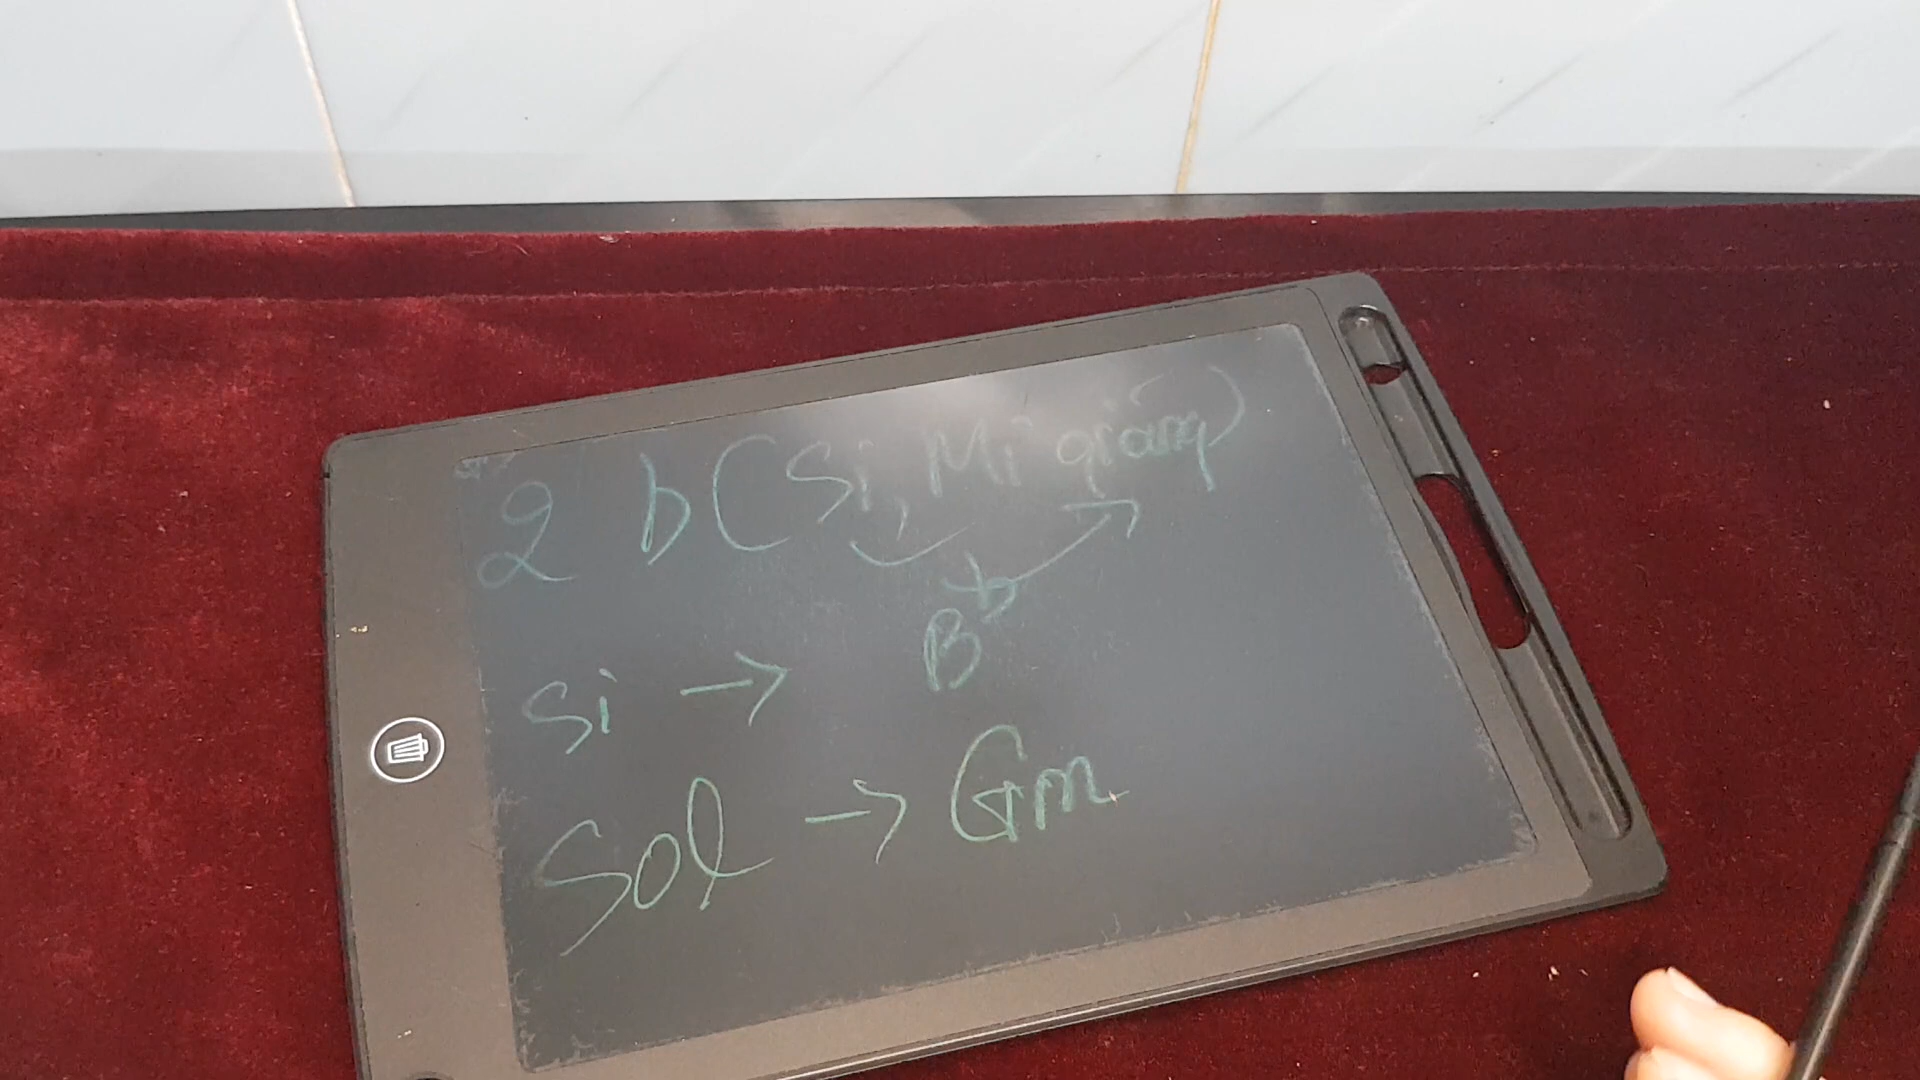 2 b (Si, Mi giáng)
Si → Bb
Sol → Gm